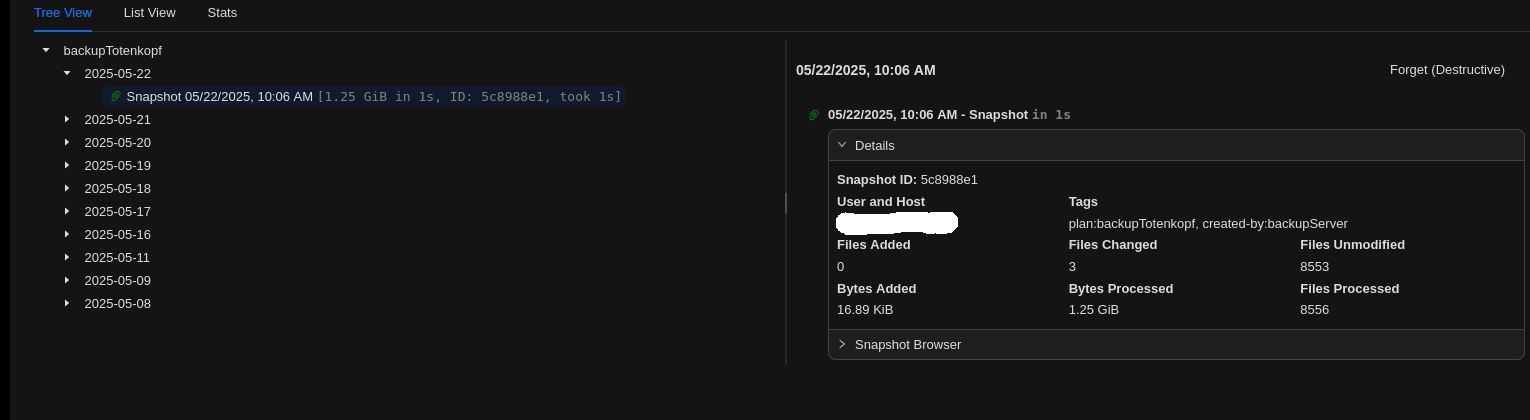 Tree View List View Stats
backupTotenkopf
2025-05-22
Snapshot 05/22/2025, 10:06 AM [1.25 GiB in 1s, ID: 5c8988e1, took 1s]
2025-05-21
2025-05-20
2025-05-19
2025-05-18
2025-05-17
2025-05-16
2025-05-11
2025-05-09
2025-05-08
05/22/2025, 10:06 AM Forget (Destructive)
05/22/2025, 10:06 AM - Snapshot in 1s
Details
Snapshot ID: 5c8988e1
User and Host Tags
plan:backupTotenkopf, created-by:backupServer
Files Added Files Changed Files Unmodified
0 3 8553
Bytes Added Bytes Processed Files Processed
16.89 KiB 1.25 GiB 8556
Snapshot Browser